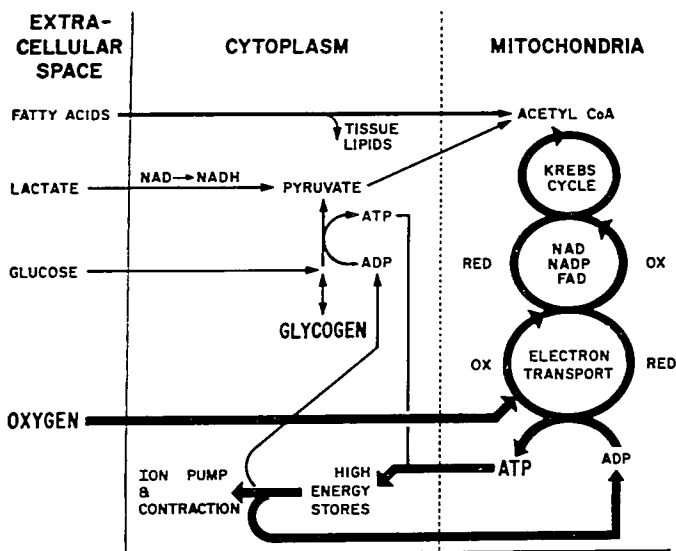 EXTRA-
CELLULAR
SPACE
CYTOPLASM
MITOCHONDRIA
FATTY ACIDS
ACETYL CoA
TISSUE
LIPIDS
KREBS
CYCLE
LACTATE
NAD→NADH
PYRUVATE
ATP
ADP
GLUCOSE
GLYCOGEN
RED
NAD
NADP
FAD
OX
OX
ELECTRON
TRANSPORT
RED
OXYGEN
ION PUMP
&
CONTRACTION
HIGH
ENERGY
STORES
ATP
ADP